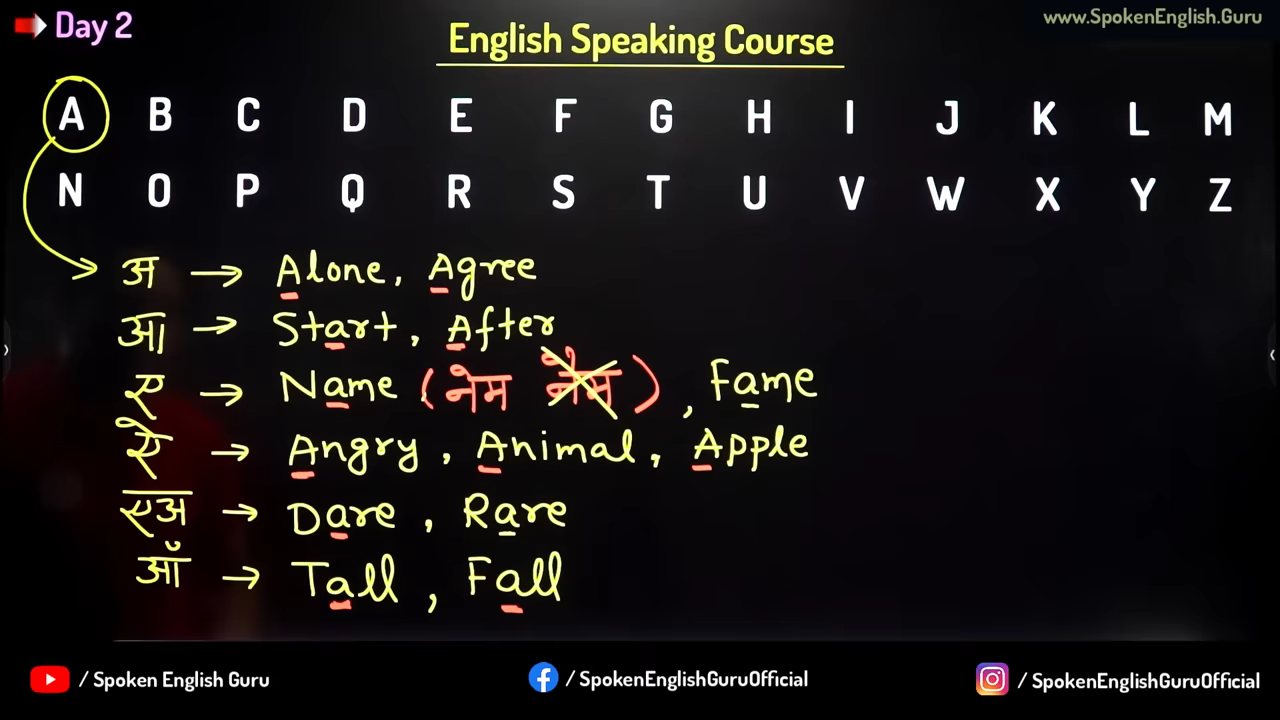 Day 2
www.SpokenEnglish.Guru
English Speaking Course
A B C D E F G H I J K L M
N O P Q R S T U V W X Y Z
अ → Alone, Agree
आ → Start, After
ए → Name (नेम नैम), Fame
ऐ → Angry, Animal, Apple
एअ → Dare, Rare
ऑ → Tall, Fall
/ Spoken English Guru
/ SpokenEnglishGuruOfficial
/ SpokenEnglishGuruOfficial